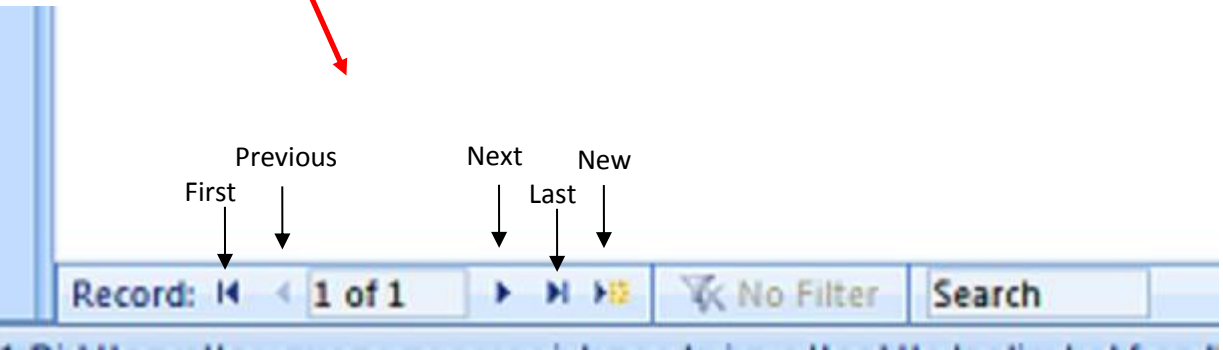 Previous
Next
New
First
Last
Record: 1 of 1 No Filter Search